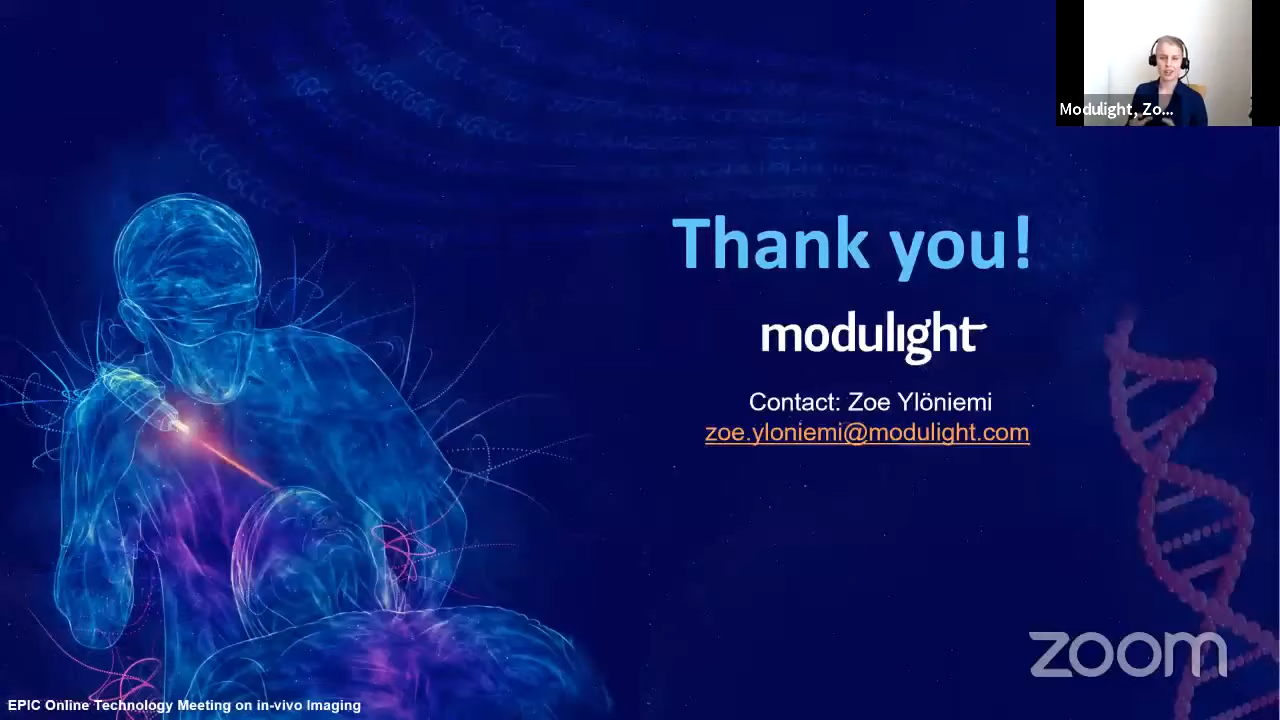 Modulight, Zo...
Thank you!
modulight
Contact: Zoe Ylöniemi
zoe.yloniemi@modulight.com
zoom
EPIC Online Technology Meeting on in-vivo Imaging